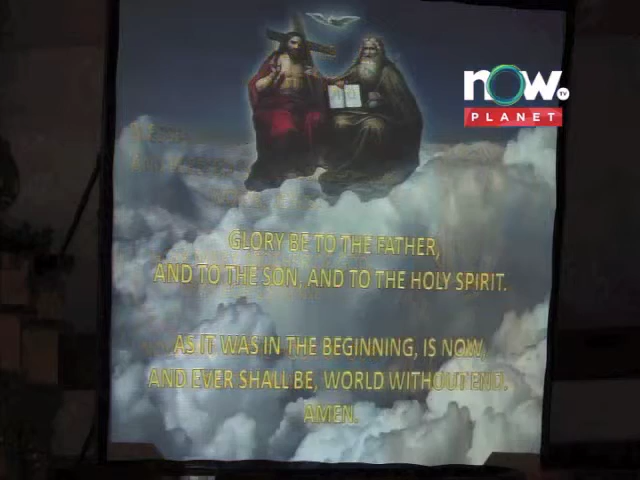 now.
TV
PLANET
GLORY BE TO THE FATHER,
AND TO THE SON, AND TO THE HOLY SPIRIT.
AS IT WAS IN THE BEGINNING, IS NOW,
AND EVER SHALL BE, WORLD WITHOUT END.
AMEN.